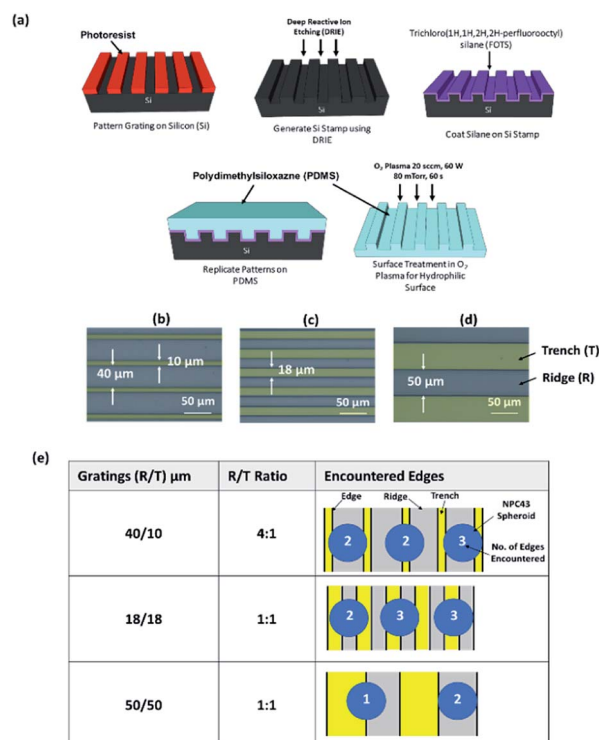 (a)
Photoresist
Si
Pattern Grating on Silicon (Si)
Deep Reactive Ion
Etching (DRIE)
Si
Generate Si Stamp using
DRIE
Trichloro(1H,1H,2H,2H-perfluorooctyl)
silane (FOTS)
Si
Coat Silane on Si Stamp
Polydimethylsiloxazne (PDMS)
Si
Replicate Patterns on
PDMS
O₂ Plasma 20 sccm, 60 W
80 mTorr, 60 s
Surface Treatment in O₂
Plasma for Hydrophilic
Surface
(b)
40 µm
10 µm
50 µm
(c)
18 µm
50 µm
(d)
50 µm
50 µm
Trench (T)
Ridge (R)
(e)
Gratings (R/T) µm
R/T Ratio
Encountered Edges
40/10
4:1
Edge
Ridge
Trench
NPC43
Spheroid
2
2
3
No. of Edges
Encountered
18/18
1:1
2
3
3
50/50
1:1
1
2